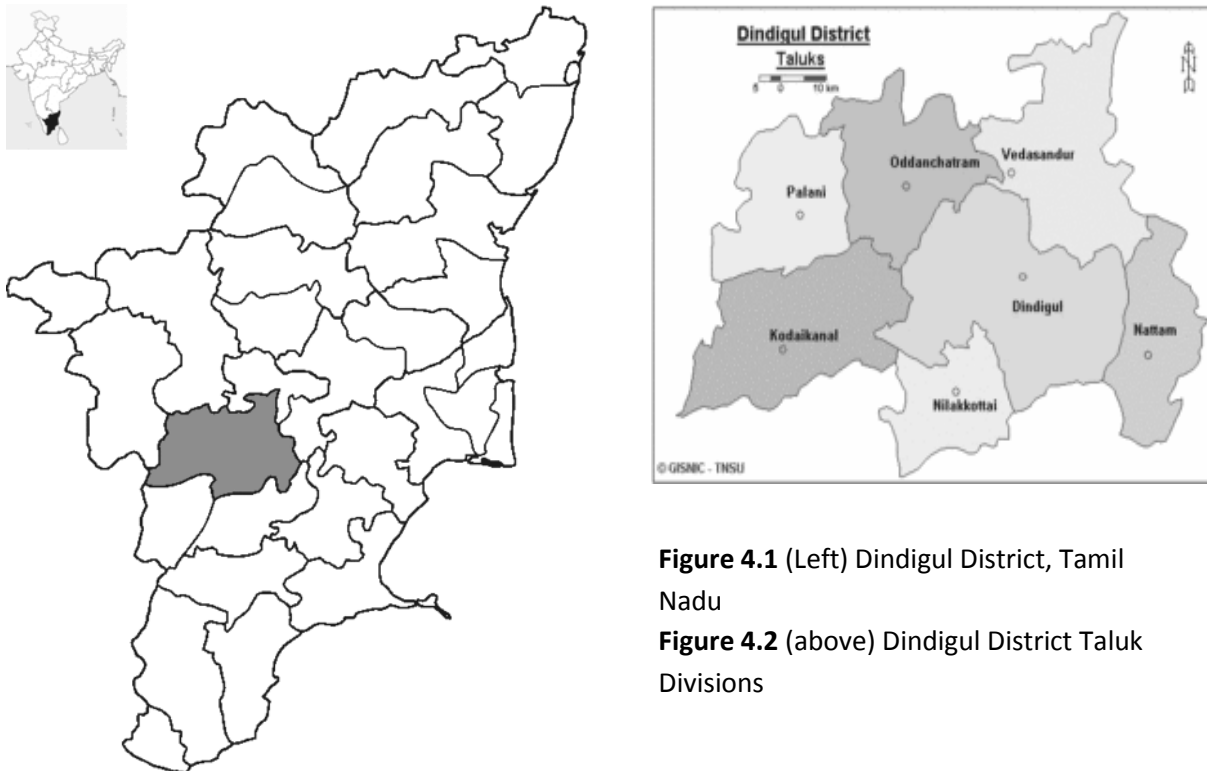 Dindigul District
Taluks
5 0 10 km
N
Oddanchatram
Vedasandur
Palani
Dindigul
Kodaikanal
Nattam
Nilakkottai
© GISNIC - TNSU
Figure 4.1 (Left) Dindigul District, Tamil
Nadu
Figure 4.2 (above) Dindigul District Taluk
Divisions